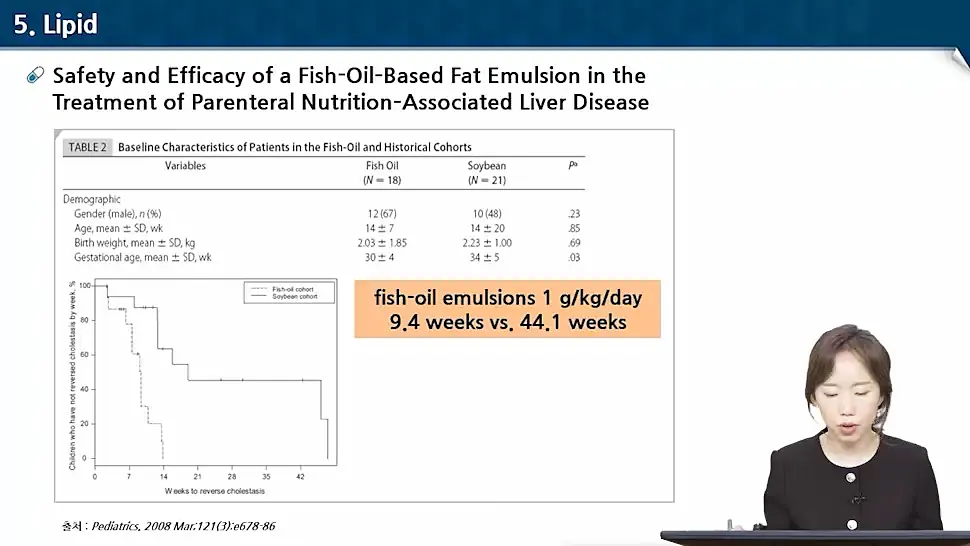 5. Lipid
Safety and Efficacy of a Fish-Oil-Based Fat Emulsion in the
Treatment of Parenteral Nutrition-Associated Liver Disease
TABLE 2 Baseline Characteristics of Patients in the Fish-Oil and Historical Cohorts
Variables Fish Oil Soybean Pª
(N = 18) (N = 21)
Demographic
Gender (male), n (%) 12 (67) 10 (48) .23
Age, mean ± SD, wk 14 ± 7 14 ± 20 .85
Birth weight, mean ± SD, kg 2.03 ± 1.85 2.23 ± 1.00 .69
Gestational age, mean ± SD, wk 30 ± 4 34 ± 5 .03
Children who have not reversed cholestasis by week, %
100
80
60
40
20
0
Fish-oil cohort
Soybean cohort
0 7 14 21 28 35 42
Weeks to reverse cholestasis
fish-oil emulsions 1 g/kg/day
9.4 weeks vs. 44.1 weeks
출처 : Pediatrics, 2008 Mar.121(3):e678-86